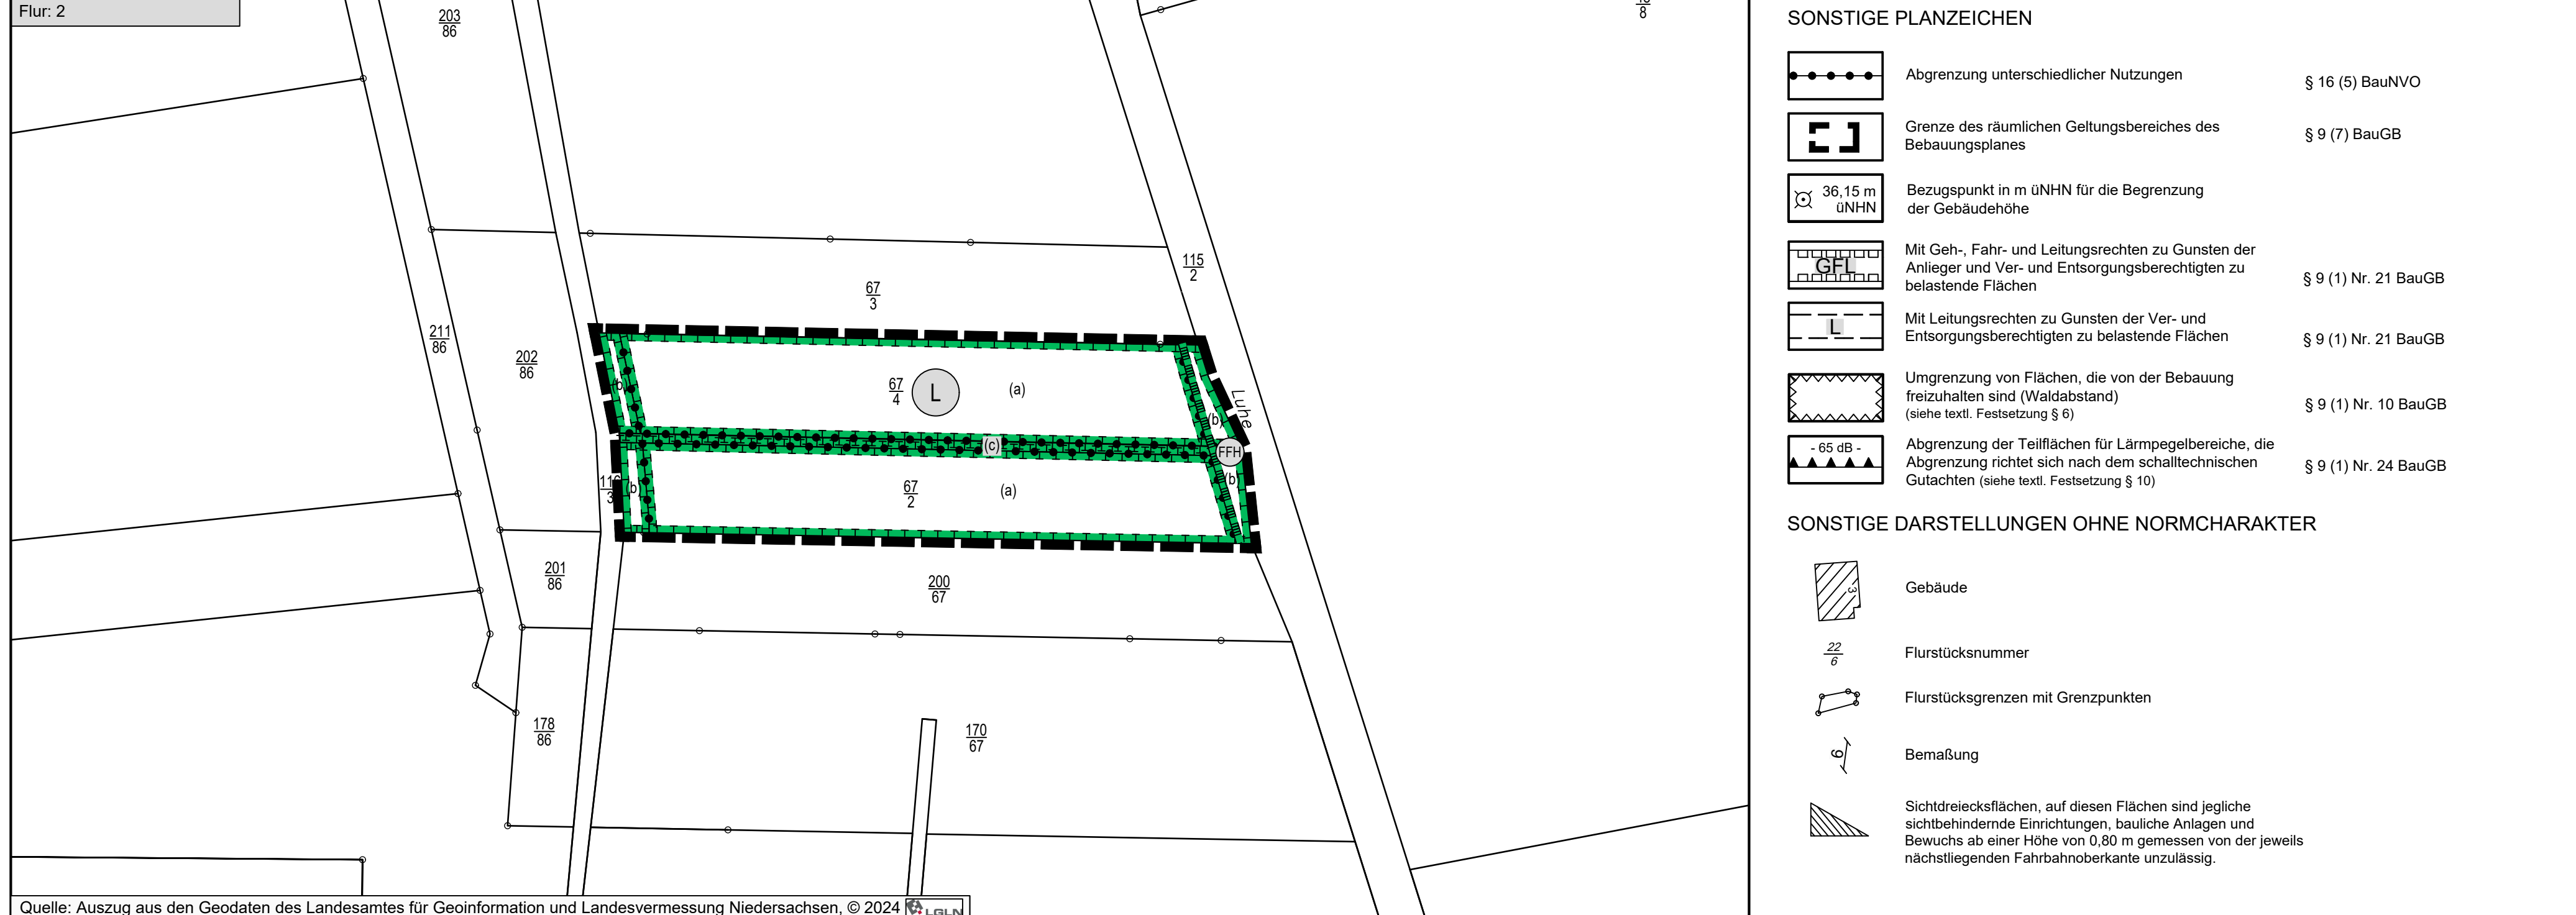 Flur: 2
203
86
8
115
2
67
3
211
86
202
86
67
4
L
(a)
(b)
Luhe
(b)
(c)
FFH
3
(b)
67
2
(a)
(b)
201
86
200
67
178
86
170
67
Quelle: Auszug aus den Geodaten des Landesamtes für Geoinformation und Landesvermessung Niedersachsen, © 2024 LGLN
SONSTIGE PLANZEICHEN
Abgrenzung unterschiedlicher Nutzungen § 16 (5) BauNVO
Grenze des räumlichen Geltungsbereiches des
Bebauungsplanes
§ 9 (7) BauGB
36,15 m
üNHN
Bezugspunkt in m üNHN für die Begrenzung
der Gebäudehöhe
GFL
Mit Geh-, Fahr- und Leitungsrechten zu Gunsten der
Anlieger und Ver- und Entsorgungsberechtigten zu
belastende Flächen
§ 9 (1) Nr. 21 BauGB
L
Mit Leitungsrechten zu Gunsten der Ver- und
Entsorgungsberechtigten zu belastende Flächen
§ 9 (1) Nr. 21 BauGB
Umgrenzung von Flächen, die von der Bebauung
freizuhalten sind (Waldabstand)
(siehe textl. Festsetzung § 6)
§ 9 (1) Nr. 10 BauGB
- 65 dB -
Abgrenzung der Teilflächen für Lärmpegelbereiche, die
Abgrenzung richtet sich nach dem schalltechnischen
Gutachten (siehe textl. Festsetzung § 10)
§ 9 (1) Nr. 24 BauGB
SONSTIGE DARSTELLUNGEN OHNE NORMCHARAKTER
3
Gebäude
22
6
Flurstücksnummer
Flurstücksgrenzen mit Grenzpunkten
6
Bemaßung
Sichtdreiecksflächen, auf diesen Flächen sind jegliche
sichtbehindernde Einrichtungen, bauliche Anlagen und
Bewuchs ab einer Höhe von 0,80 m gemessen von der jeweils
nächstliegenden Fahrbahnoberkante unzulässig.